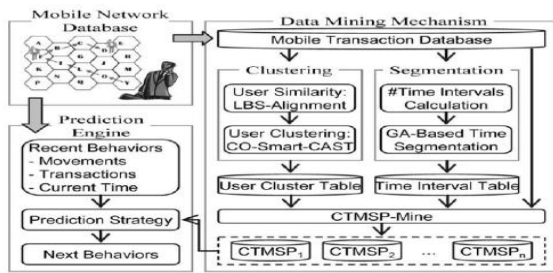 Mobile Network
Database
Data Mining Mechanism
Mobile Transaction Database
Clustering
Segmentation
User Similarity:
LBS-Alignment
#Time Intervals
Calculation
User Clustering:
CO-Smart-CAST
GA-Based Time
Segmentation
User Cluster Table
Time Interval Table
CTMSP-Mine
CTMSP1
CTMSP2
...
CTMSPn
Prediction
Engine
Recent Behaviors
- Movements
- Transactions
- Current Time
Prediction Strategy
Next Behaviors